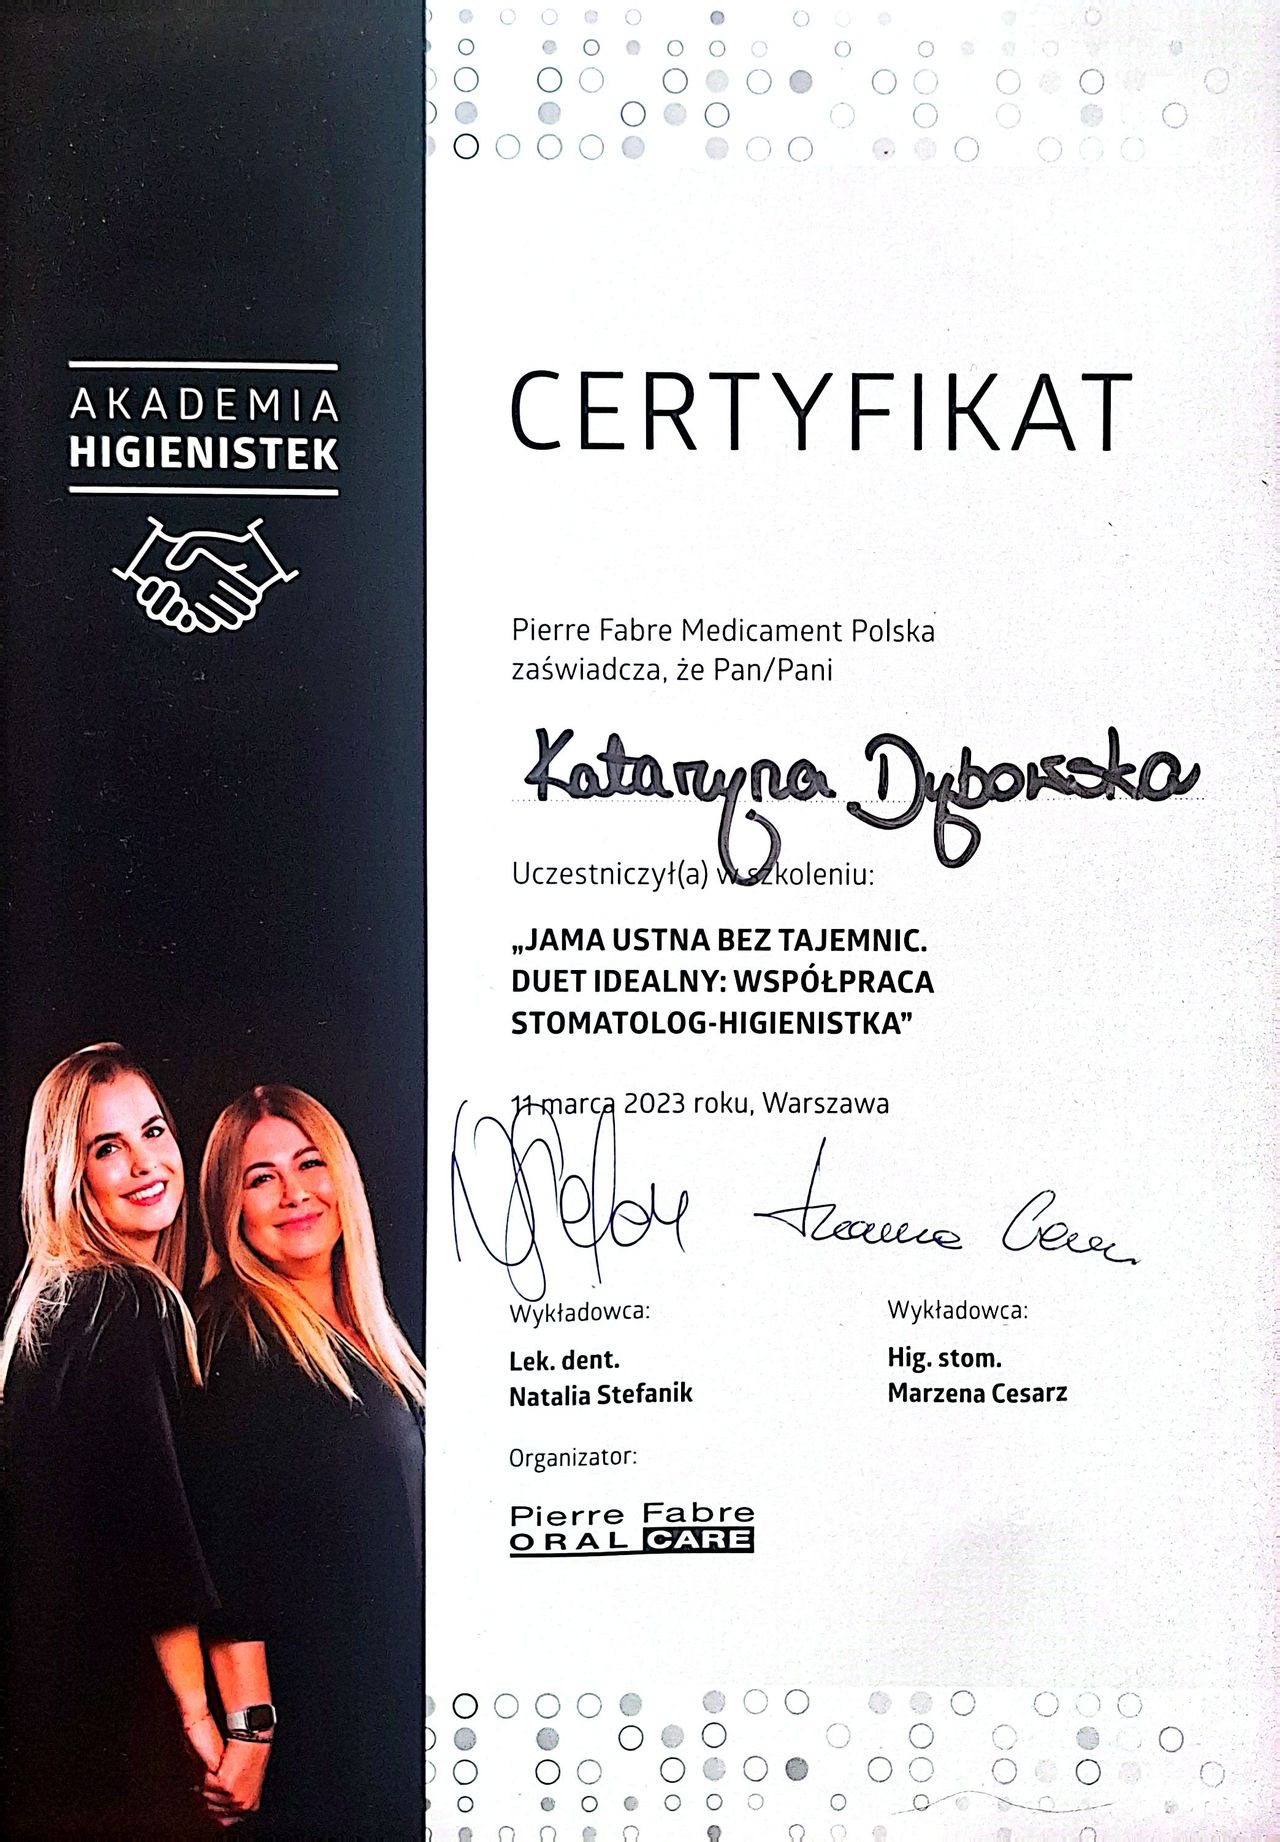 AKADEMIA
HIGIENISTEK
CERTYFIKAT
Pierre Fabre Medicament Polska
zaświadcza, że Pan/Pani
Katarzyna Dybowska
Uczestniczył(a) w szkoleniu:
„JAMA USTNA BEZ TAJEMNIC.
DUET IDEALNY: WSPÓŁPRACA
STOMATOLOG-HIGIENISTKA”
11 marca 2023 roku, Warszawa
Wykładowca:
Lek. dent.
Natalia Stefanik
Wykładowca:
Hig. stom.
Marzena Cesarz
Organizator:
Pierre Fabre
ORAL CARE